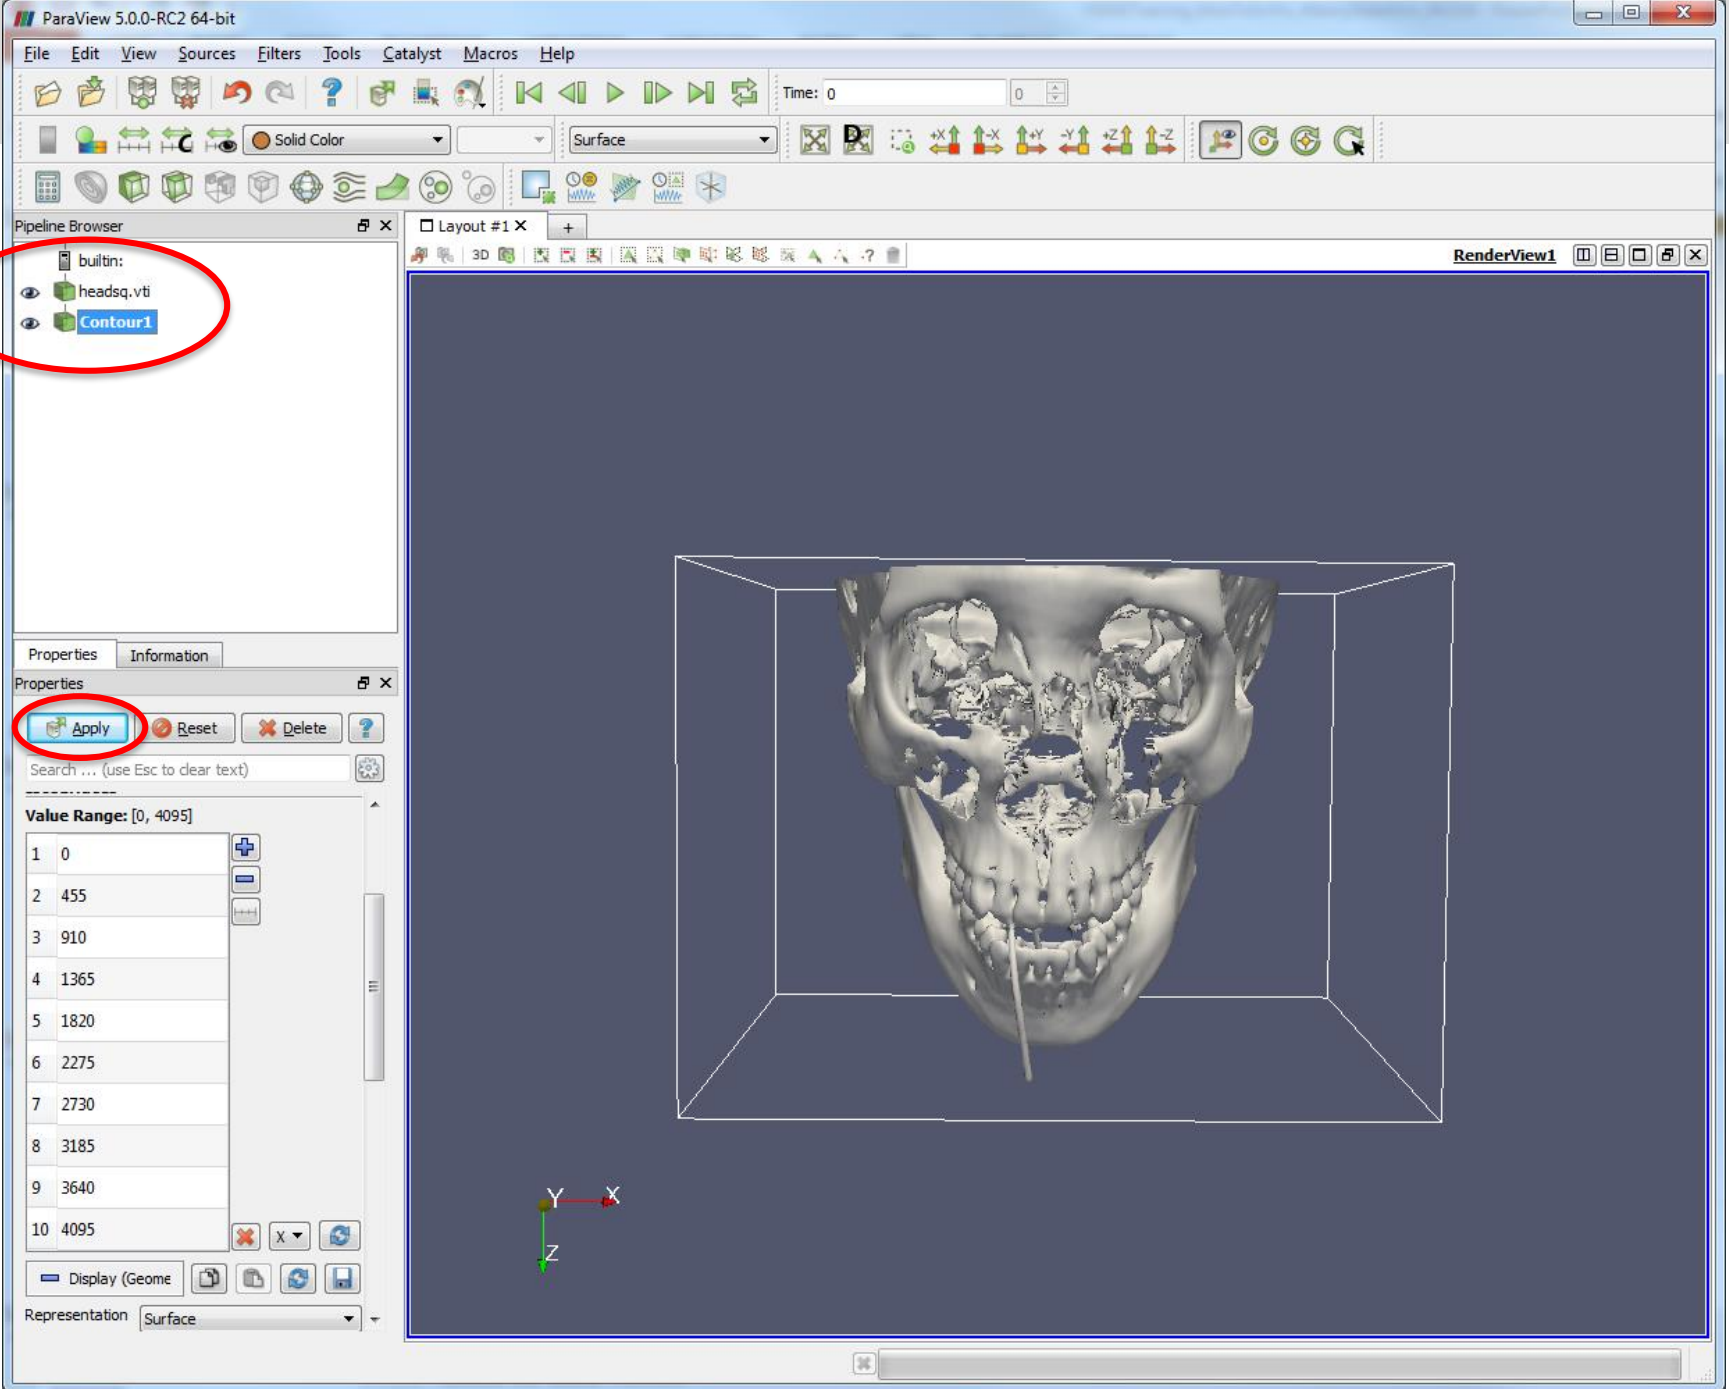 ParaView 5.0.0-RC2 64-bit
File Edit View Sources Filters Tools Catalyst Macros Help
Time: 0 0
Solid Color Surface
+X -X +Y -Y +Z -Z
Pipeline Browser
Layout #1
builtin:
3D
RenderView1
headsq.vti
Contour1
Properties Information
Properties
Apply Reset Delete
Search ... (use Esc to clear text)
Value Range: [0, 4095]
1 0
2 455
3 910
4 1365
5 1820
6 2275
7 2730
8 3185
9 3640
10 4095
X
Display (Geome
Representation Surface
Y X
Z